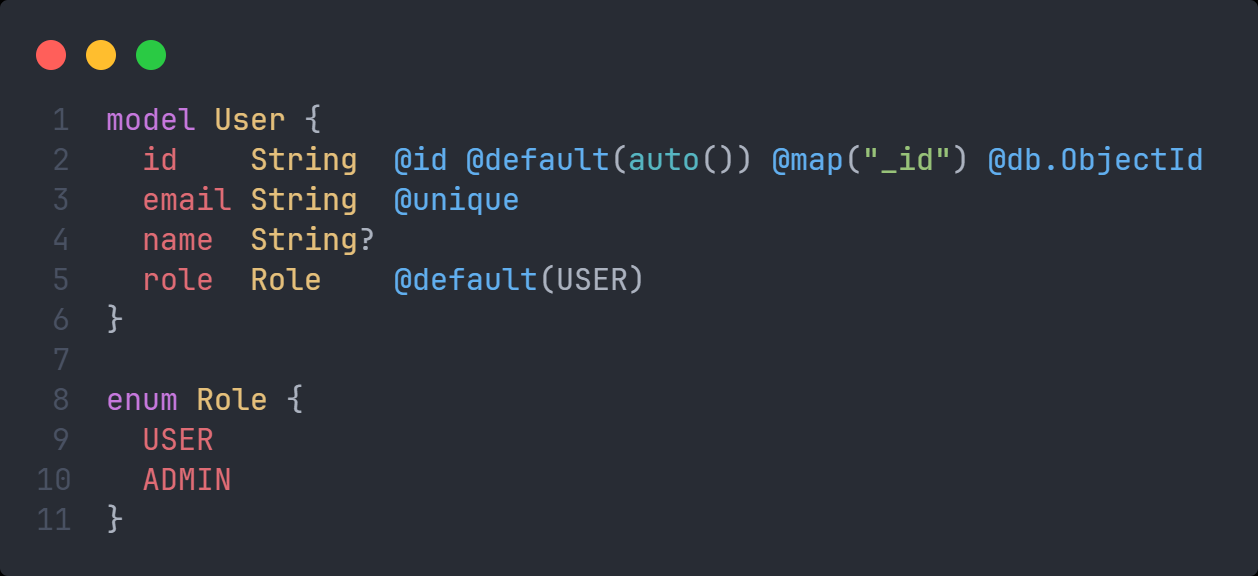 1 model User {
2   id    String  @id @default(auto()) @map("_id") @db.ObjectId
3   email String  @unique
4   name  String?
5   role  Role    @default(USER)
6 }
7
8 enum Role {
9   USER
10   ADMIN
11 }